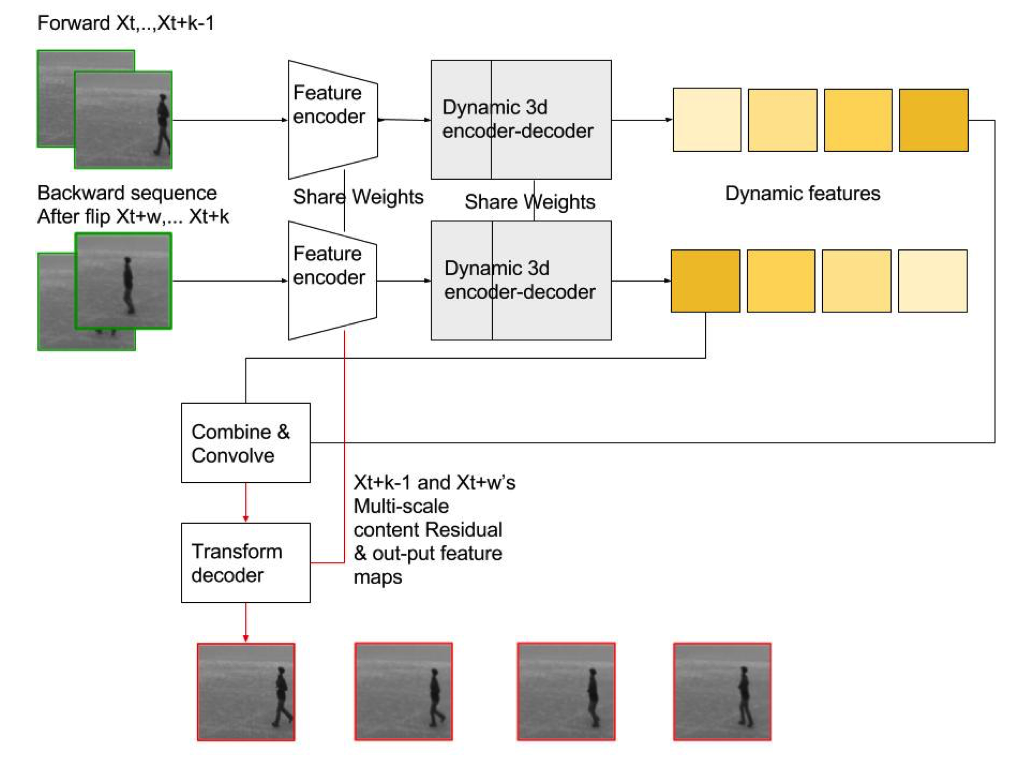 Forward Xt,..,Xt+k-1
Feature
encoder
Dynamic 3d
encoder-decoder
Backward sequence
After flip Xt+w,... Xt+k
Share Weights
Share Weights
Dynamic features
Feature
encoder
Dynamic 3d
encoder-decoder
Combine &
Convolve
Xt+k-1 and Xt+w's
Multi-scale
content Residual
& out-put feature
maps
Transform
decoder